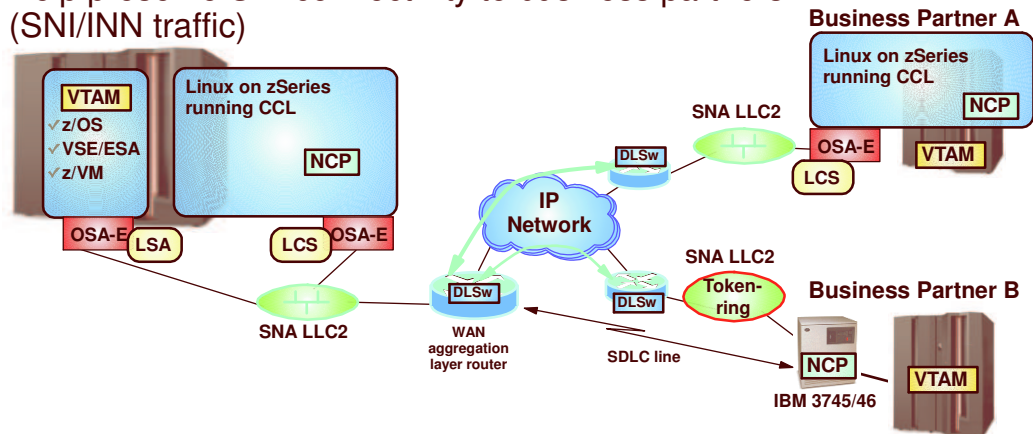 (SNI/INN traffic)
Business Partner A
VTAM
✓z/OS
✓VSE/ESA
✓z/VM
Linux on zSeries
running CCL
NCP
OSA-E
LSA
LCS
OSA-E
SNA LLC2
DLSw
WAN
aggregation
layer router
IP
Network
DLSw
SNA LLC2
OSA-E
LCS
Linux on zSeries
running CCL
NCP
VTAM
DLSw
SNA LLC2
Token-
ring
SDLC line
Business Partner B
NCP
IBM 3745/46
VTAM